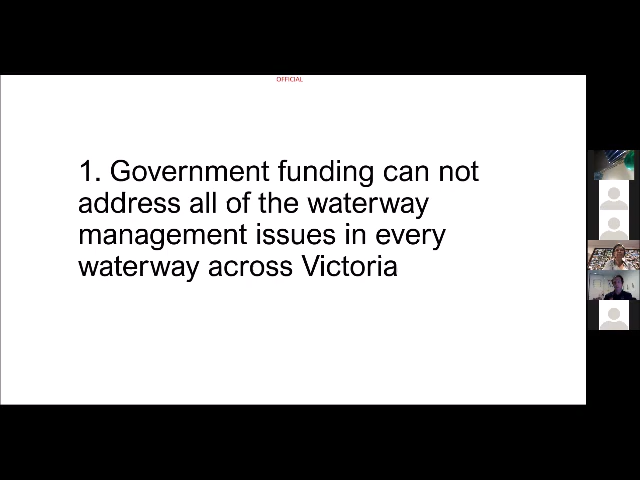 OFFICIAL
1. Government funding can not
address all of the waterway
management issues in every
waterway across Victoria